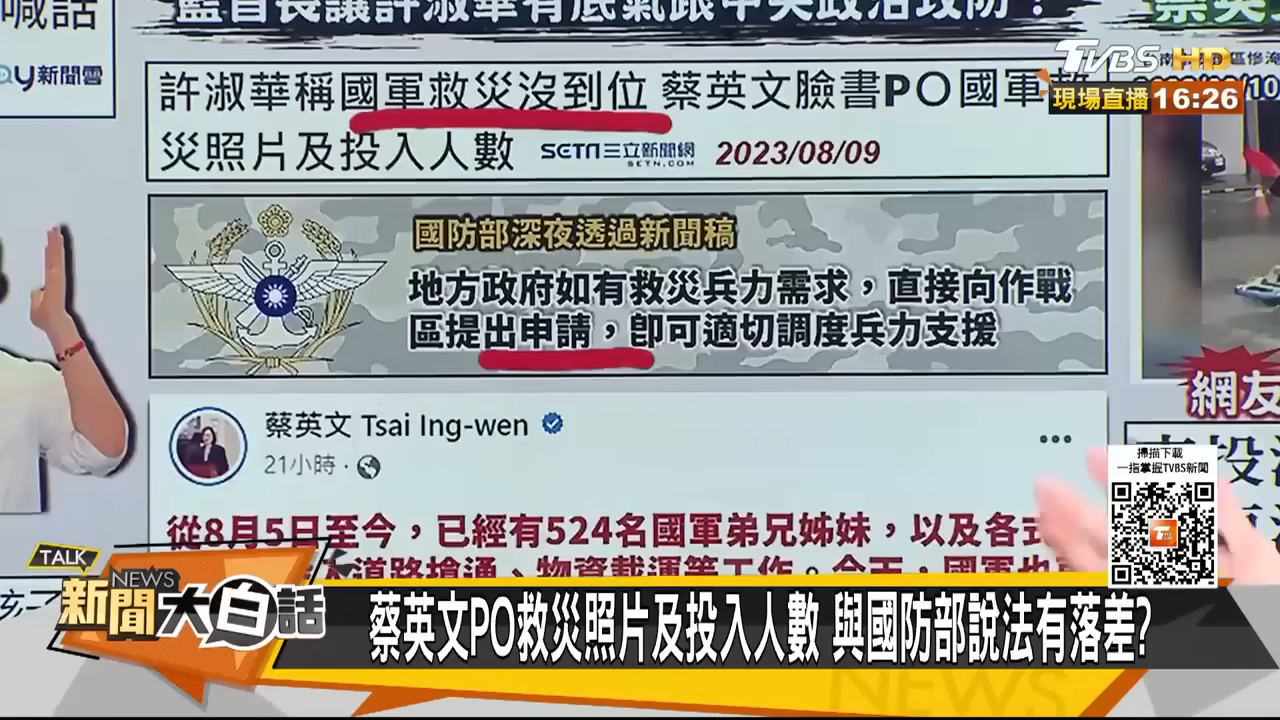 喊話
新聞雲
藍首長讓許淑華有底氣跟中央政治攻防？
蔡英
TVBS HD
現場直播 16:26
許淑華稱國軍救災沒到位 蔡英文臉書PO國軍救
災照片及投入人數 SETN三立新聞網 2023/08/09
SETN.COM
國防部深夜透過新聞稿
地方政府如有救災兵力需求，直接向作戰
區提出申請，即可適切調度兵力支援
蔡英文 Tsai Ing-wen
21小時
從8月5日至今，已經有524名國軍弟兄姊妹，以及各式
道路搶通、物資載運等工作。今天，國軍也
網友
掃描下載
一指掌握TVBS新聞
TALK
NEWS
新聞大白話
蔡英文PO救災照片及投入人數 與國防部說法有落差?
NEWS